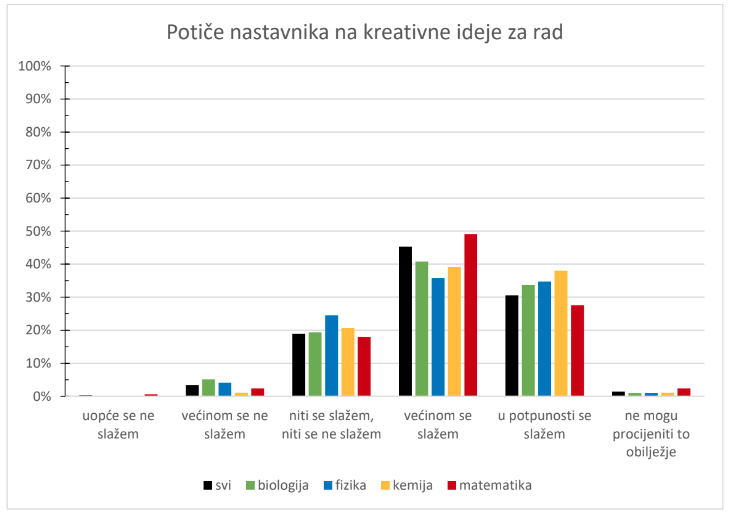 Potiče nastavnika na kreativne ideje za rad
100%
90%
80%
70%
60%
50%
40%
30%
20%
10%
0%
uopće se ne
slažem
većinom se ne
slažem
niti se slažem,
niti se ne slažem
većinom se
slažem
u potpunosti se
slažem
ne mogu
procijeniti to
obilježje
svi biologija fizika kemija matematika